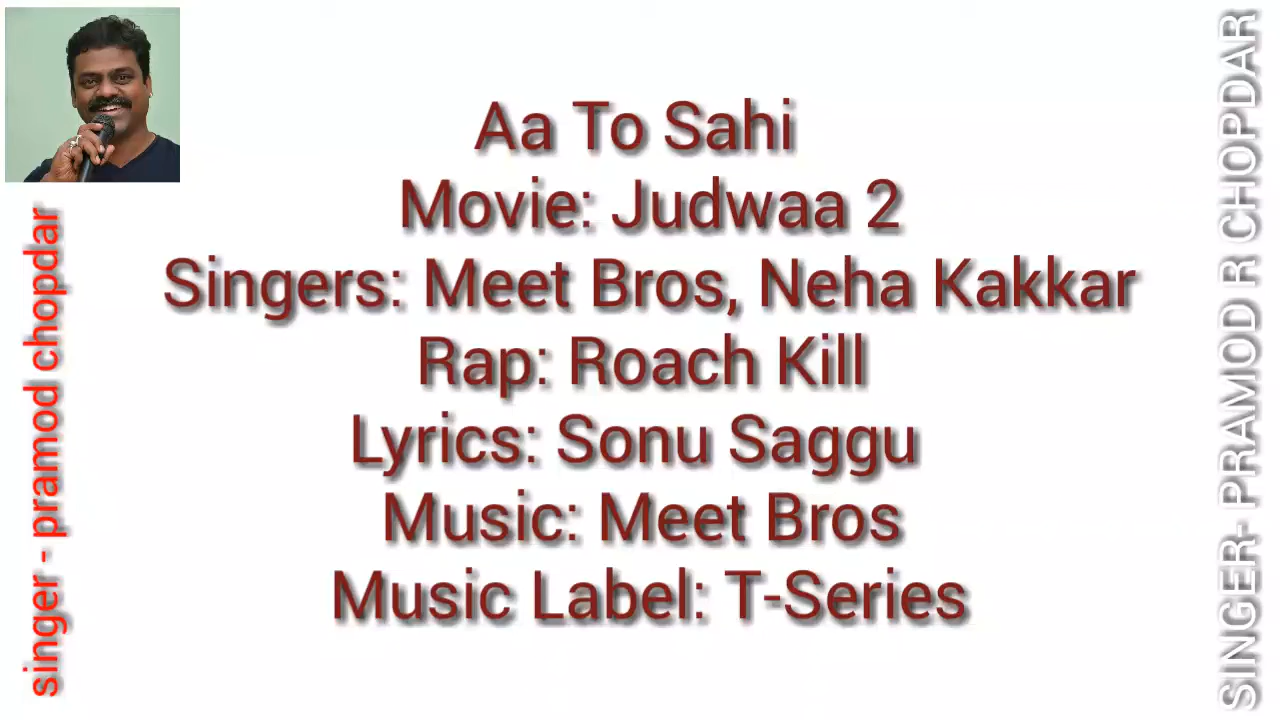 Aa To Sahi
Movie: Judwaa 2
Singers: Meet Bros, Neha Kakkar
Rap: Roach Kill
Lyrics: Sonu Saggu
Music: Meet Bros
Music Label: T-Series
singer - pramod chopdar
SINGER- PRAMOD R CHOPDAR